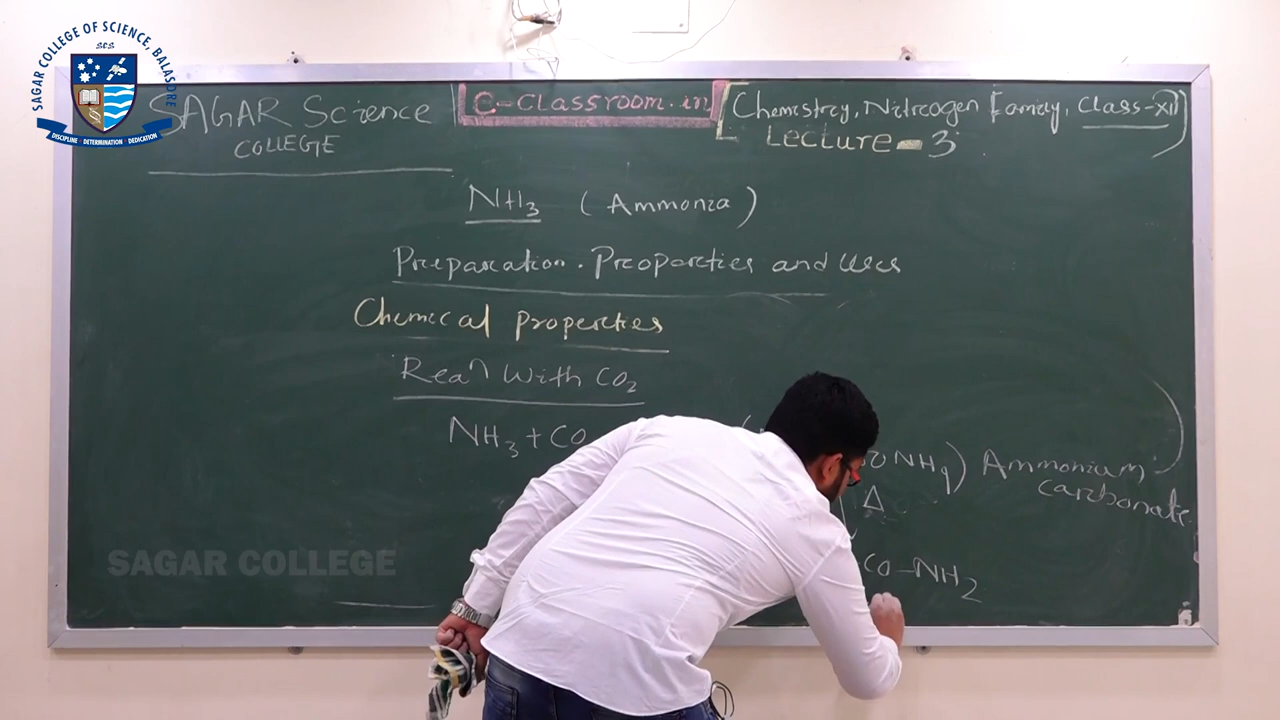 SAGAR COLLEGE OF SCIENCE, BALASORE
SCS
DISCIPLINE | DETERMINATION | DEDICATION
SAGAR Science
COLLEGE
e-classroom.in
[Chemistry, Nitrogen Family, Class-XII]
Lecture-3
NH3 (Ammonia)
Preparation. Properties and Uses
Chemical properties
Rean With CO2
NH3 + CO
ONH4) Ammonium
carbonate
Δ
CO-NH2
SAGAR COLLEGE